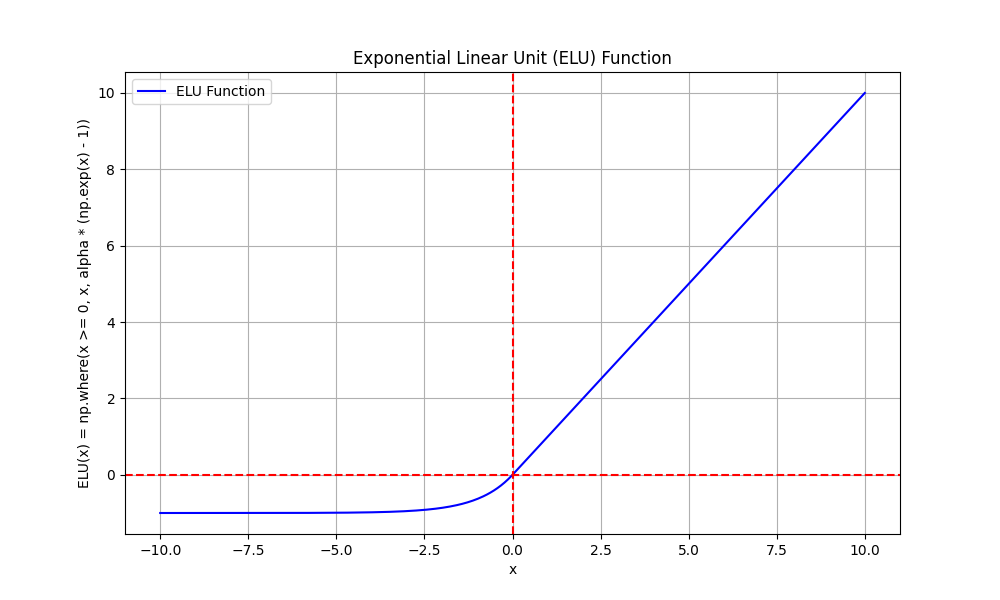 Exponential Linear Unit (ELU) Function
ELU Function
ELU(x) = np.where(x >= 0, x, alpha * (np.exp(x) - 1))
10
8
6
4
2
0
−10.0 −7.5 −5.0 −2.5 0.0 2.5 5.0 7.5 10.0
x